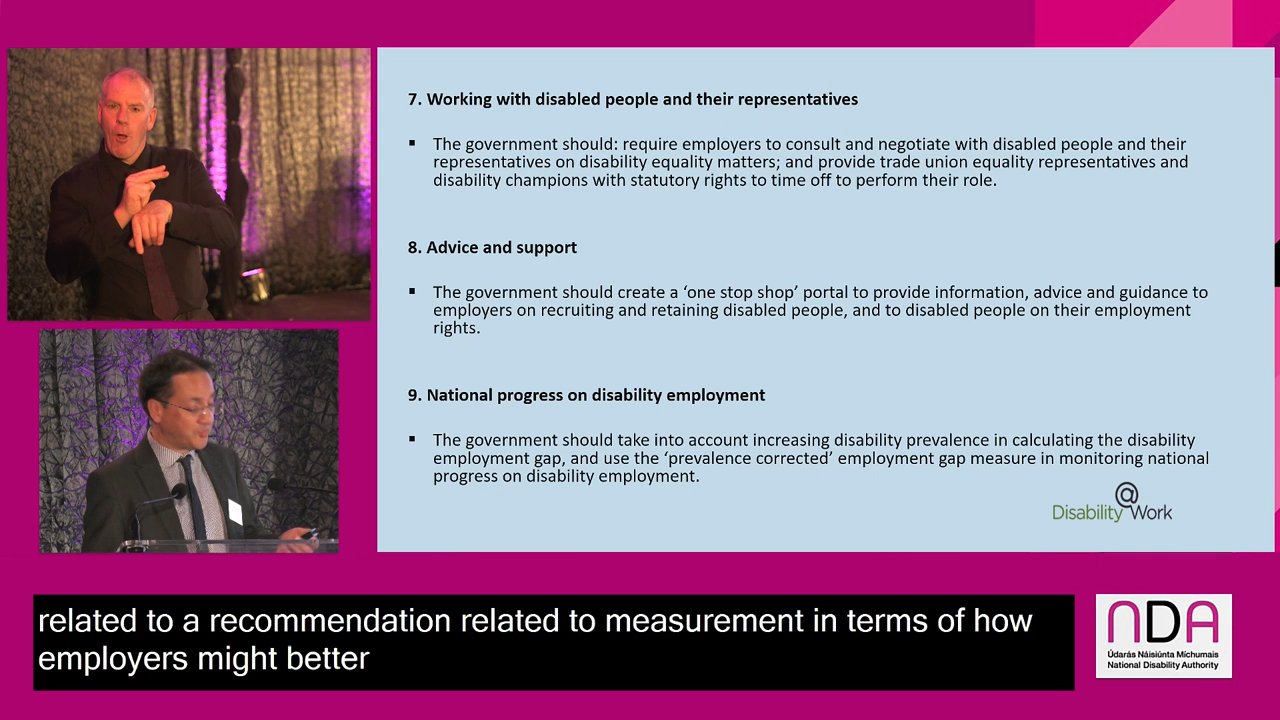 7. Working with disabled people and their representatives
▪ The government should: require employers to consult and negotiate with disabled people and their
representatives on disability equality matters; and provide trade union equality representatives and
disability champions with statutory rights to time off to perform their role.
8. Advice and support
▪ The government should create a ‘one stop shop’ portal to provide information, advice and guidance to
employers on recruiting and retaining disabled people, and to disabled people on their employment
rights.
9. National progress on disability employment
▪ The government should take into account increasing disability prevalence in calculating the disability
employment gap, and use the ‘prevalence corrected’ employment gap measure in monitoring national
progress on disability employment.
Disability@Work
related to a recommendation related to measurement in terms of how
employers might better
NDA
Údarás Náisiúnta Míchumais
National Disability Authority